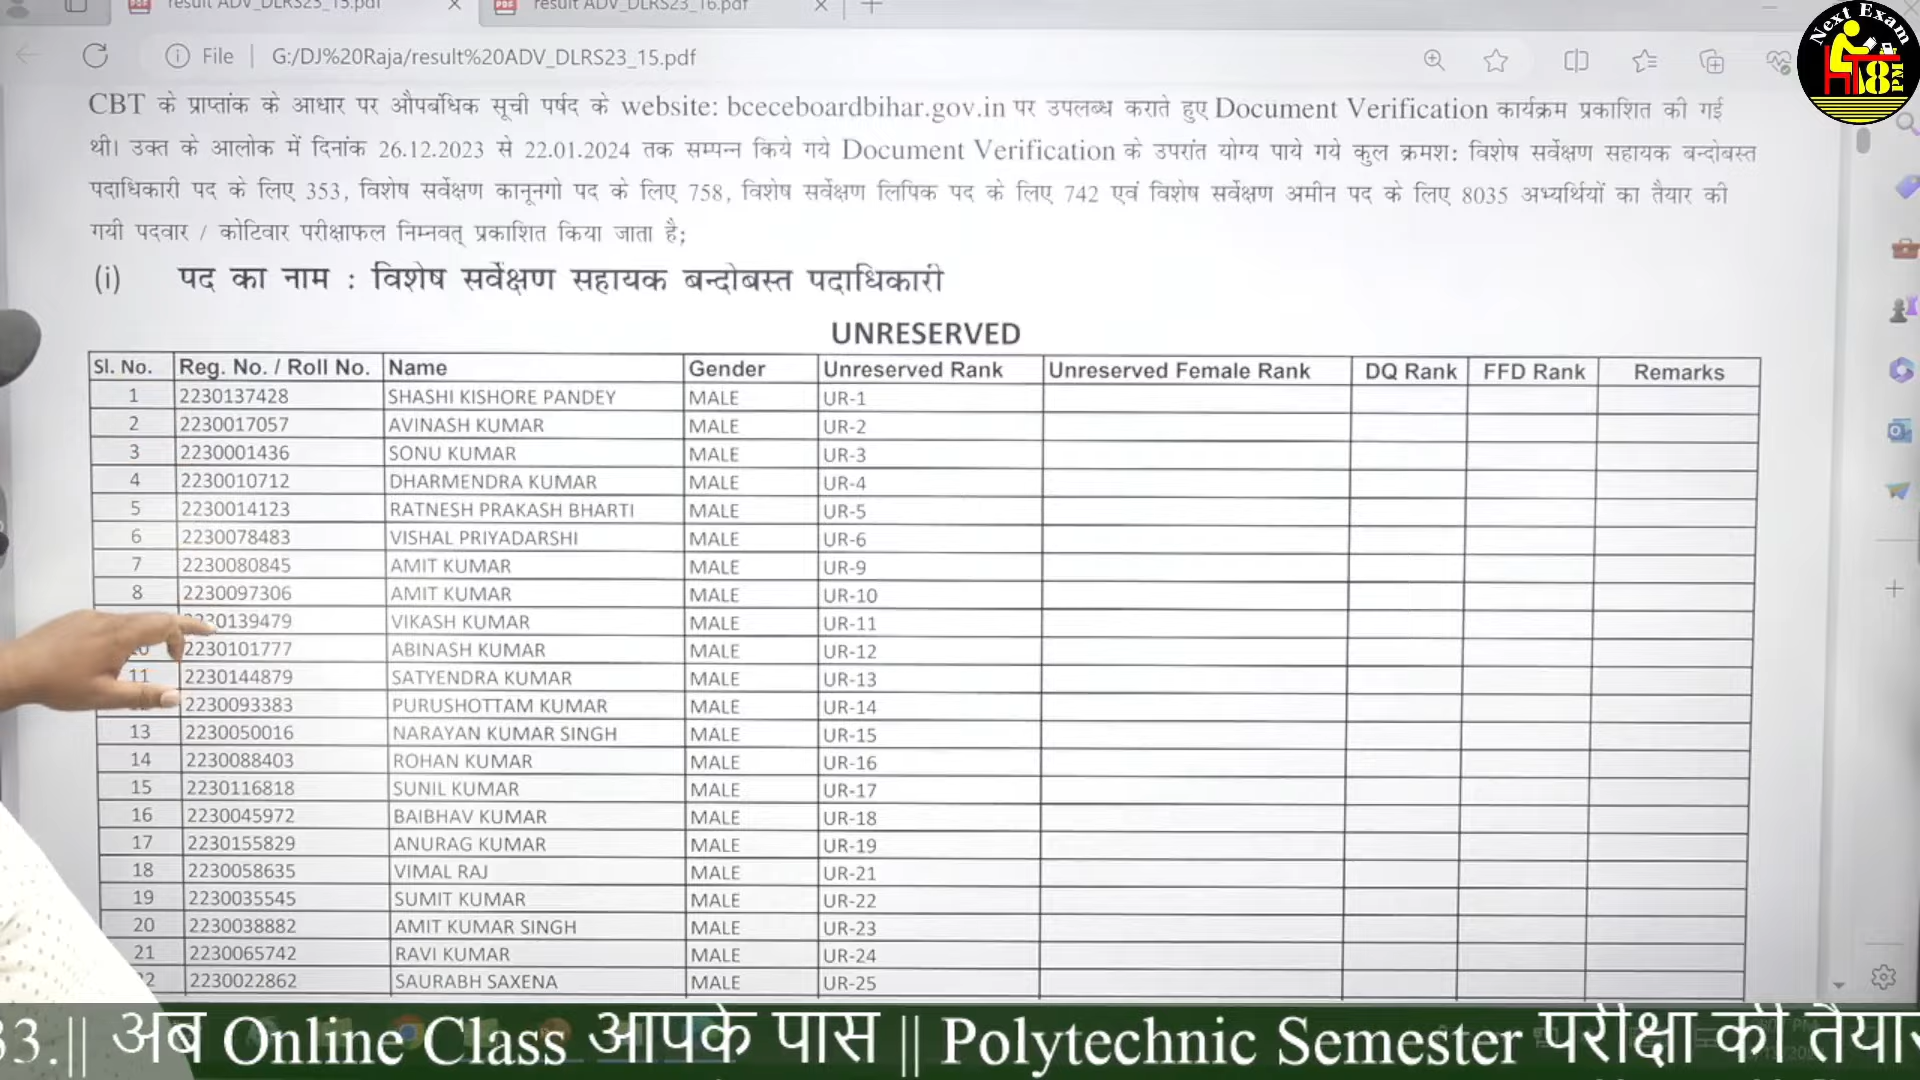 result ADV_DLRS23_15.pdf
result ADV_DLRS23_16.pdf
File | G:/DJ%20Raja/result%20ADV_DLRS23_15.pdf
Next Exam
8 PM
CBT के प्राप्तांक के आधार पर औपबंधिक सूची पर्षद के website: bceceboardbihar.gov.in पर उपलब्ध कराते हुए Document Verification कार्यक्रम प्रकाशित की गई
थी। उक्त के आलोक में दिनांक 26.12.2023 से 22.01.2024 तक सम्पन्न किये गये Document Verification के उपरांत योग्य पाये गये कुल क्रमश: विशेष सर्वेक्षण सहायक बन्दोबस्त
पदाधिकारी पद के लिए 353, विशेष सर्वेक्षण कानूनगो पद के लिए 758, विशेष सर्वेक्षण लिपिक पद के लिए 742 एवं विशेष सर्वेक्षण अमीन पद के लिए 8035 अभ्यर्थियों का तैयार की
गयी पदवार / कोटिवार परीक्षाफल निम्नवत् प्रकाशित किया जाता है;
(i) पद का नाम : विशेष सर्वेक्षण सहायक बन्दोबस्त पदाधिकारी
UNRESERVED
Sl. No. Reg. No. / Roll No. Name Gender Unreserved Rank Unreserved Female Rank DQ Rank FFD Rank Remarks
1 2230137428 SHASHI KISHORE PANDEY MALE UR-1
2 2230017057 AVINASH KUMAR MALE UR-2
3 2230001436 SONU KUMAR MALE UR-3
4 2230010712 DHARMENDRA KUMAR MALE UR-4
5 2230014123 RATNESH PRAKASH BHARTI MALE UR-5
6 2230078483 VISHAL PRIYADARSHI MALE UR-6
7 2230080845 AMIT KUMAR MALE UR-9
8 2230097306 AMIT KUMAR MALE UR-10
30139479 VIKASH KUMAR MALE UR-11
2230101777 ABINASH KUMAR MALE UR-12
11 2230144879 SATYENDRA KUMAR MALE UR-13
2230093383 PURUSHOTTAM KUMAR MALE UR-14
13 2230050016 NARAYAN KUMAR SINGH MALE UR-15
14 2230088403 ROHAN KUMAR MALE UR-16
15 2230116818 SUNIL KUMAR MALE UR-17
16 2230045972 BAIBHAV KUMAR MALE UR-18
17 2230155829 ANURAG KUMAR MALE UR-19
18 2230058635 VIMAL RAJ MALE UR-21
19 2230035545 SUMIT KUMAR MALE UR-22
20 2230038882 AMIT KUMAR SINGH MALE UR-23
21 2230065742 RAVI KUMAR MALE UR-24
2 2230022862 SAURABH SAXENA MALE UR-25
33.|| अब Online Class आपके पास || Polytechnic Semester परीक्षा की तैया